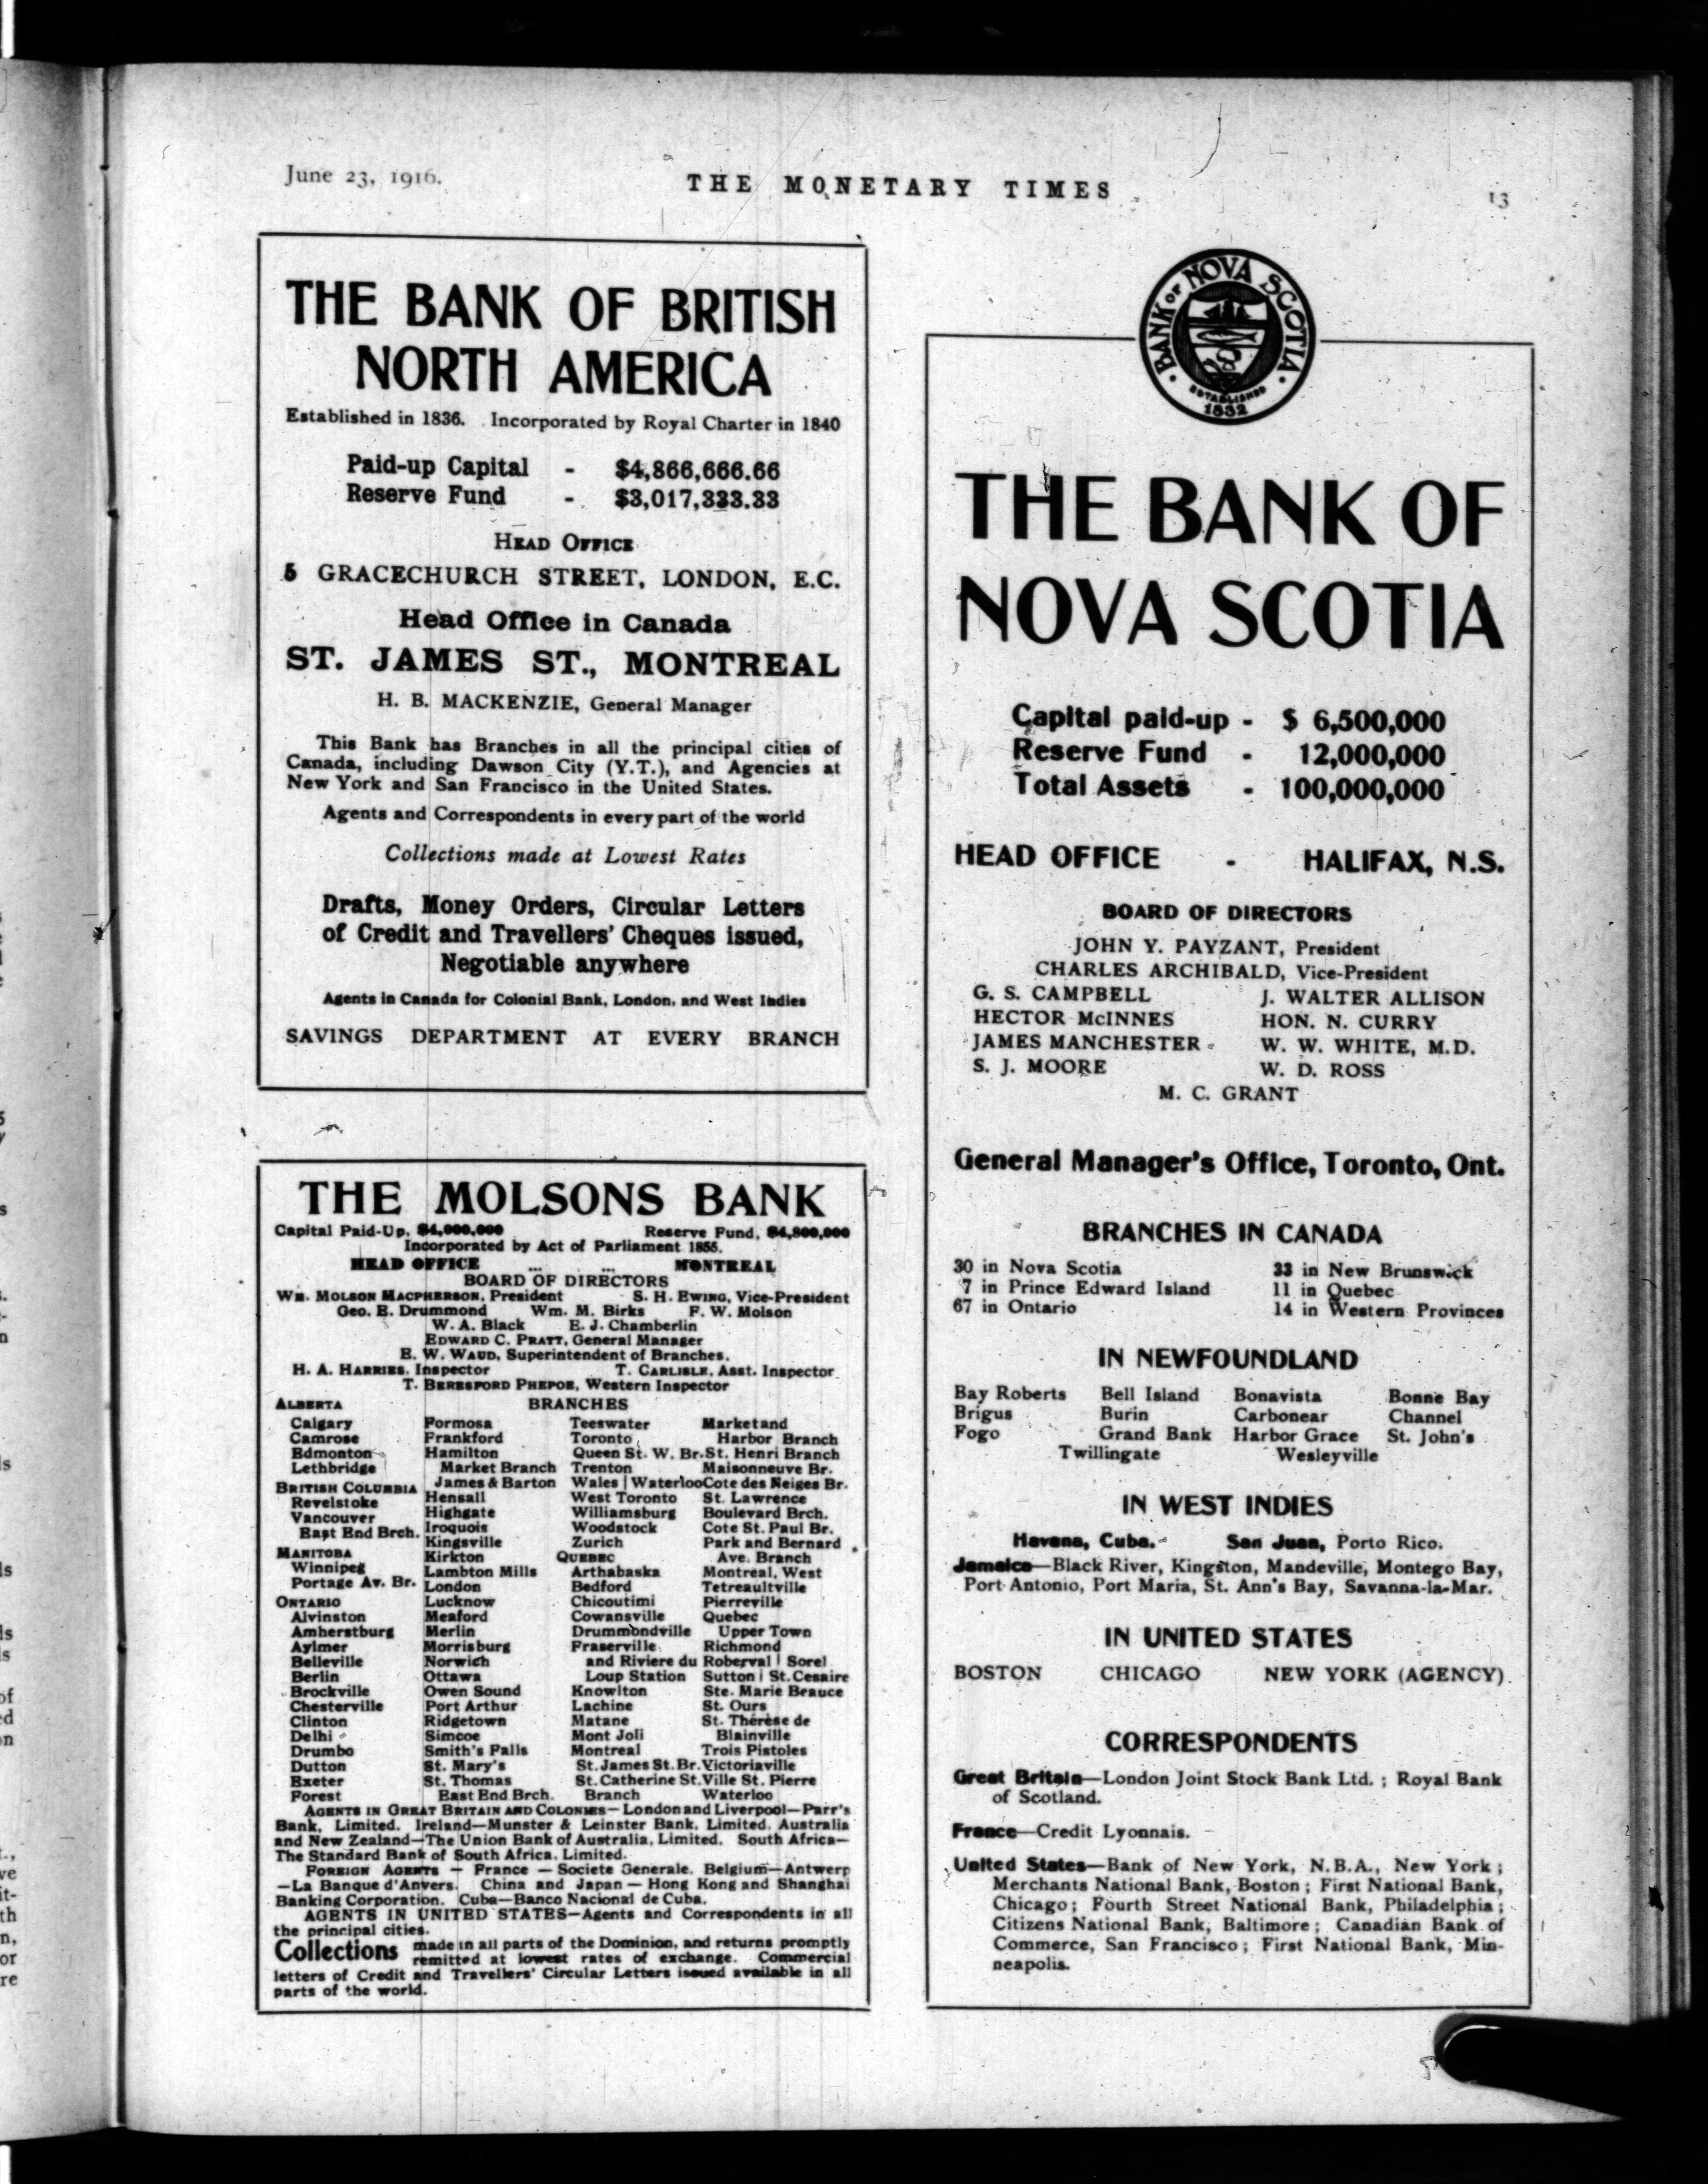 June 23, 1916.
THE MONETARY TIMES
13
THE BANK OF BRITISH
NORTH AMERICA
Established in 1836. Incorporated by Royal Charter in 1840
Paid-up Capital - $4,866,666.66
Reserve Fund - $3,017,333.33
HEAD OFFICE
5 GRACECHURCH STREET, LONDON, E.C.
Head Office in Canada
ST. JAMES ST., MONTREAL
H. B. MACKENZIE, General Manager
This Bank has Branches in all the principal cities of
Canada, including Dawson City (Y.T.), and Agencies at
New York and San Francisco in the United States.
Agents and Correspondents in every part of the world
Collections made at Lowest Rates
Drafts, Money Orders, Circular Letters
of Credit and Travellers' Cheques issued,
Negotiable anywhere
Agents in Canada for Colonial Bank, London, and West Indies
SAVINGS DEPARTMENT AT EVERY BRANCH
THE MOLSONS BANK
Capital Paid-Up, $4,000,000 Reserve Fund, $4,800,000
Incorporated by Act of Parliament 1855.
HEAD OFFICE ... ... MONTREAL
BOARD OF DIRECTORS
WM. MOLSON MACPHERSON, President S. H. EWING, Vice-President
Geo. E. Drummond Wm. M. Birks F. W. Molson
W. A. Black E. J. Chamberlin
EDWARD C. PRATT, General Manager
E. W. WAUD, Superintendent of Branches.
H. A. HARRIES, Inspector T. CARLISLE, Asst. Inspector
T. BERESFORD PHEPOE, Western Inspector
BRANCHES
ALBERTA
Calgary
Camrose
Edmonton
Lethbridge
BRITISH COLUMBIA
Revelstoke
Vancouver
East End Brch.
MANITOBA
Winnipeg
Portage Av. Br.
ONTARIO
Alvinston
Amherstburg
Aylmer
Belleville
Berlin
Brockville
Chesterville
Clinton
Delhi
Drumbo
Dutton
Exeter
Forest
Formosa
Frankford
Hamilton
Market Branch
James & Barton
Hensall
Highgate
Iroquois
Kingsville
Kirkton
Lambton Mills
London
Lucknow
Meaford
Merlin
Morrisburg
Norwich
Ottawa
Owen Sound
Port Arthur
Ridgetown
Simcoe
Smith's Falls
St. Mary's
St. Thomas
East End Brch.
Teeswater
Toronto
Queen St. W. Br.
Trenton
Wales | Waterloo
West Toronto
Williamsburg
Woodstock
Zurich
QUEBEC
Arthabaska
Bedford
Chicoutimi
Cowansville
Drummondville
Fraserville
and Riviere du
Loup Station
Knowlton
Lachine
Matane
Mont Joli
Montreal
St. James St. Br.
St. Catherine St.
Branch
Market and
Harbor Branch
St. Henri Branch
Maisonneuve Br.
Cote des Neiges Br.
St. Lawrence
Boulevard Brch.
Cote St. Paul Br.
Park and Bernard
Ave. Branch
Montreal, West
Tetreaultville
Pierreville
Quebec
Upper Town
Richmond
Roberval | Sorel
Sutton | St. Cesaire
Ste. Marie Beauce
St. Ours
St. Thérèse de
Blainville
Trois Pistoles
Victoriaville
Ville St. Pierre
Waterloo
AGENTS IN GREAT BRITAIN AND COLONIES—London and Liverpool—Parr's
Bank, Limited. Ireland—Munster & Leinster Bank, Limited. Australia
and New Zealand—The Union Bank of Australia, Limited. South Africa—
The Standard Bank of South Africa, Limited.
FOREIGN AGENTS — France — Societe Generale. Belgium—Antwerp
—La Banque d'Anvers. China and Japan — Hong Kong and Shanghai
Banking Corporation. Cuba—Banco Nacional de Cuba.
AGENTS IN UNITED STATES—Agents and Correspondents in all
the principal cities.
Collections made in all parts of the Dominion, and returns promptly
remitted at lowest rates of exchange. Commercial
letters of Credit and Travellers' Circular Letters issued available in all
parts of the world.
BANK OF NOVA SCOTIA
ESTABLISHED
1832
THE BANK OF
NOVA SCOTIA
Capital paid-up - $ 6,500,000
Reserve Fund - 12,000,000
Total Assets - 100,000,000
HEAD OFFICE - HALIFAX, N.S.
BOARD OF DIRECTORS
JOHN Y. PAYZANT, President
CHARLES ARCHIBALD, Vice-President
G. S. CAMPBELL J. WALTER ALLISON
HECTOR McINNES HON. N. CURRY
JAMES MANCHESTER W. W. WHITE, M.D.
S. J. MOORE W. D. ROSS
M. C. GRANT
General Manager's Office, Toronto, Ont.
BRANCHES IN CANADA
30 in Nova Scotia 33 in New Brunswick
7 in Prince Edward Island 11 in Quebec
67 in Ontario 14 in Western Provinces
IN NEWFOUNDLAND
Bay Roberts Bell Island Bonavista Bonne Bay
Brigus Burin Carbonear Channel
Fogo Grand Bank Harbor Grace St. John's
Twillingate Wesleyville
IN WEST INDIES
Havana, Cuba. San Juan, Porto Rico.
Jamaica—Black River, Kingston, Mandeville, Montego Bay,
Port Antonio, Port Maria, St. Ann's Bay, Savanna-la-Mar.
IN UNITED STATES
BOSTON CHICAGO NEW YORK (AGENCY)
CORRESPONDENTS
Great Britain—London Joint Stock Bank Ltd. ; Royal Bank
of Scotland.
France—Credit Lyonnais.
United States—Bank of New York, N.B.A., New York ;
Merchants National Bank, Boston ; First National Bank,
Chicago ; Fourth Street National Bank, Philadelphia ;
Citizens National Bank, Baltimore ; Canadian Bank of
Commerce, San Francisco ; First National Bank, Min-
neapolis.